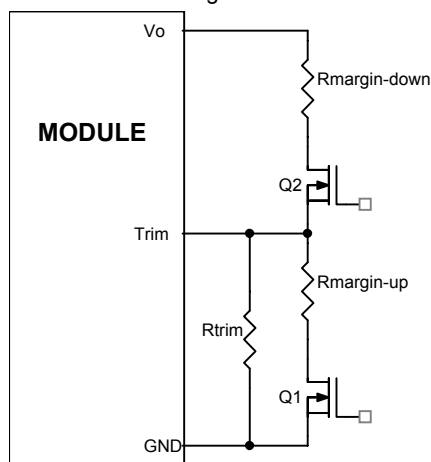 Vo
Rmargin-down
MODULE
Q2
Trim
Rmargin-up
Rtrim
Q1
GND